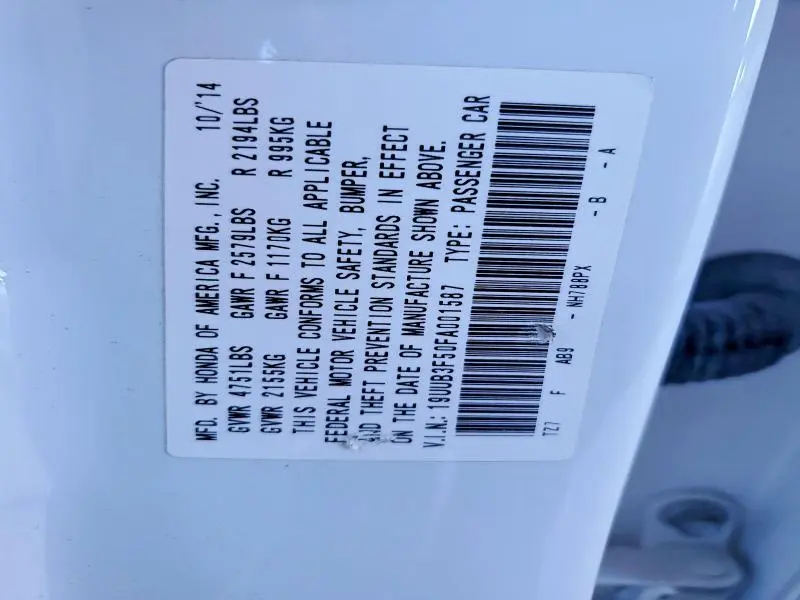 MFD. BY HONDA OF AMERICA MFG., INC. 10/'14
GVWR 4751LBS GAWR F 2579LBS R 2194LBS
GVWR 2155KG GAWR F 1170KG R 995KG
THIS VEHICLE CONFORMS TO ALL APPLICABLE
FEDERAL MOTOR VEHICLE SAFETY, BUMPER,
AND THEFT PREVENTION STANDARDS IN EFFECT
ON THE DATE OF MANUFACTURE SHOWN ABOVE.
V.I.N.: 19UUB3F50FA001587 TYPE: PASSENGER CAR
TZ7 F AB9 - NH788PX - B - A